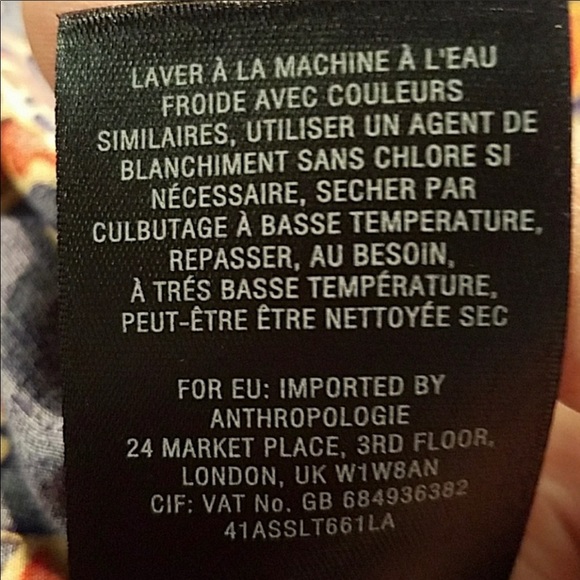 LAVER À LA MACHINE À L'EAU
FROIDE AVEC COULEURS
SIMILAIRES, UTILISER UN AGENT DE
BLANCHIMENT SANS CHLORE SI
NÉCESSAIRE, SECHER PAR
CULBUTAGE À BASSE TEMPERATURE,
REPASSER, AU BESOIN,
À TRÉS BASSE TEMPÉRATURE,
PEUT-ÊTRE ÊTRE NETTOYÉE SEC
FOR EU: IMPORTED BY
ANTHROPOLOGIE
24 MARKET PLACE, 3RD FLOOR,
LONDON, UK W1W8AN
CIF: VAT No. GB 684936382
41ASSLT661LA